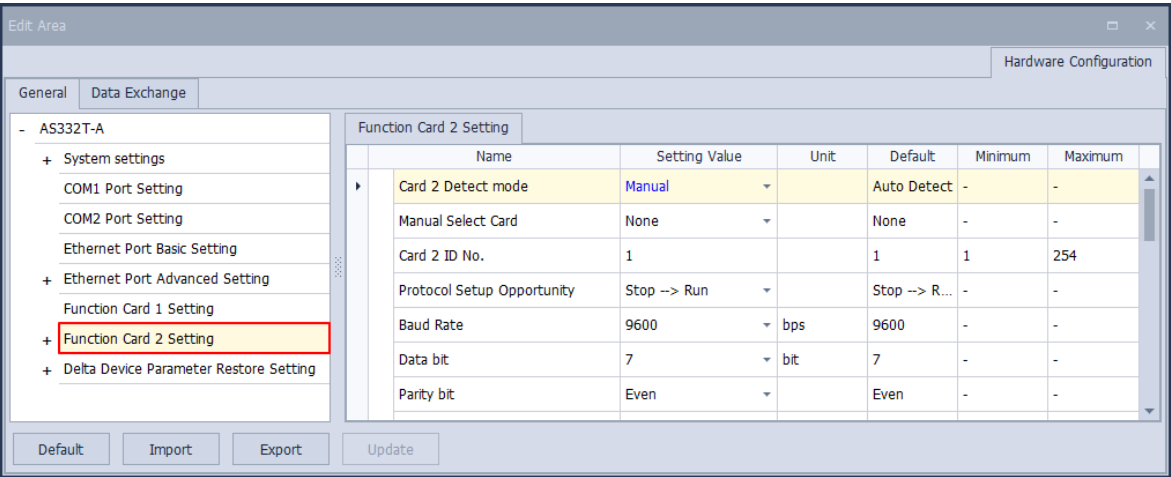 Edit Area
Hardware Configuration
General Data Exchange
- AS332T-A
+ System settings
COM1 Port Setting
COM2 Port Setting
Ethernet Port Basic Setting
+ Ethernet Port Advanced Setting
Function Card 1 Setting
+ Function Card 2 Setting
+ Delta Device Parameter Restore Setting
Function Card 2 Setting
Name Setting Value Unit Default Minimum Maximum
Card 2 Detect mode Manual Auto Detect - -
Manual Select Card None None - -
Card 2 ID No. 1 1 1 254
Protocol Setup Opportunity Stop --> Run Stop --> R... - -
Baud Rate 9600 bps 9600 - -
Data bit 7 bit 7 - -
Parity bit Even Even - -
Default Import Export Update